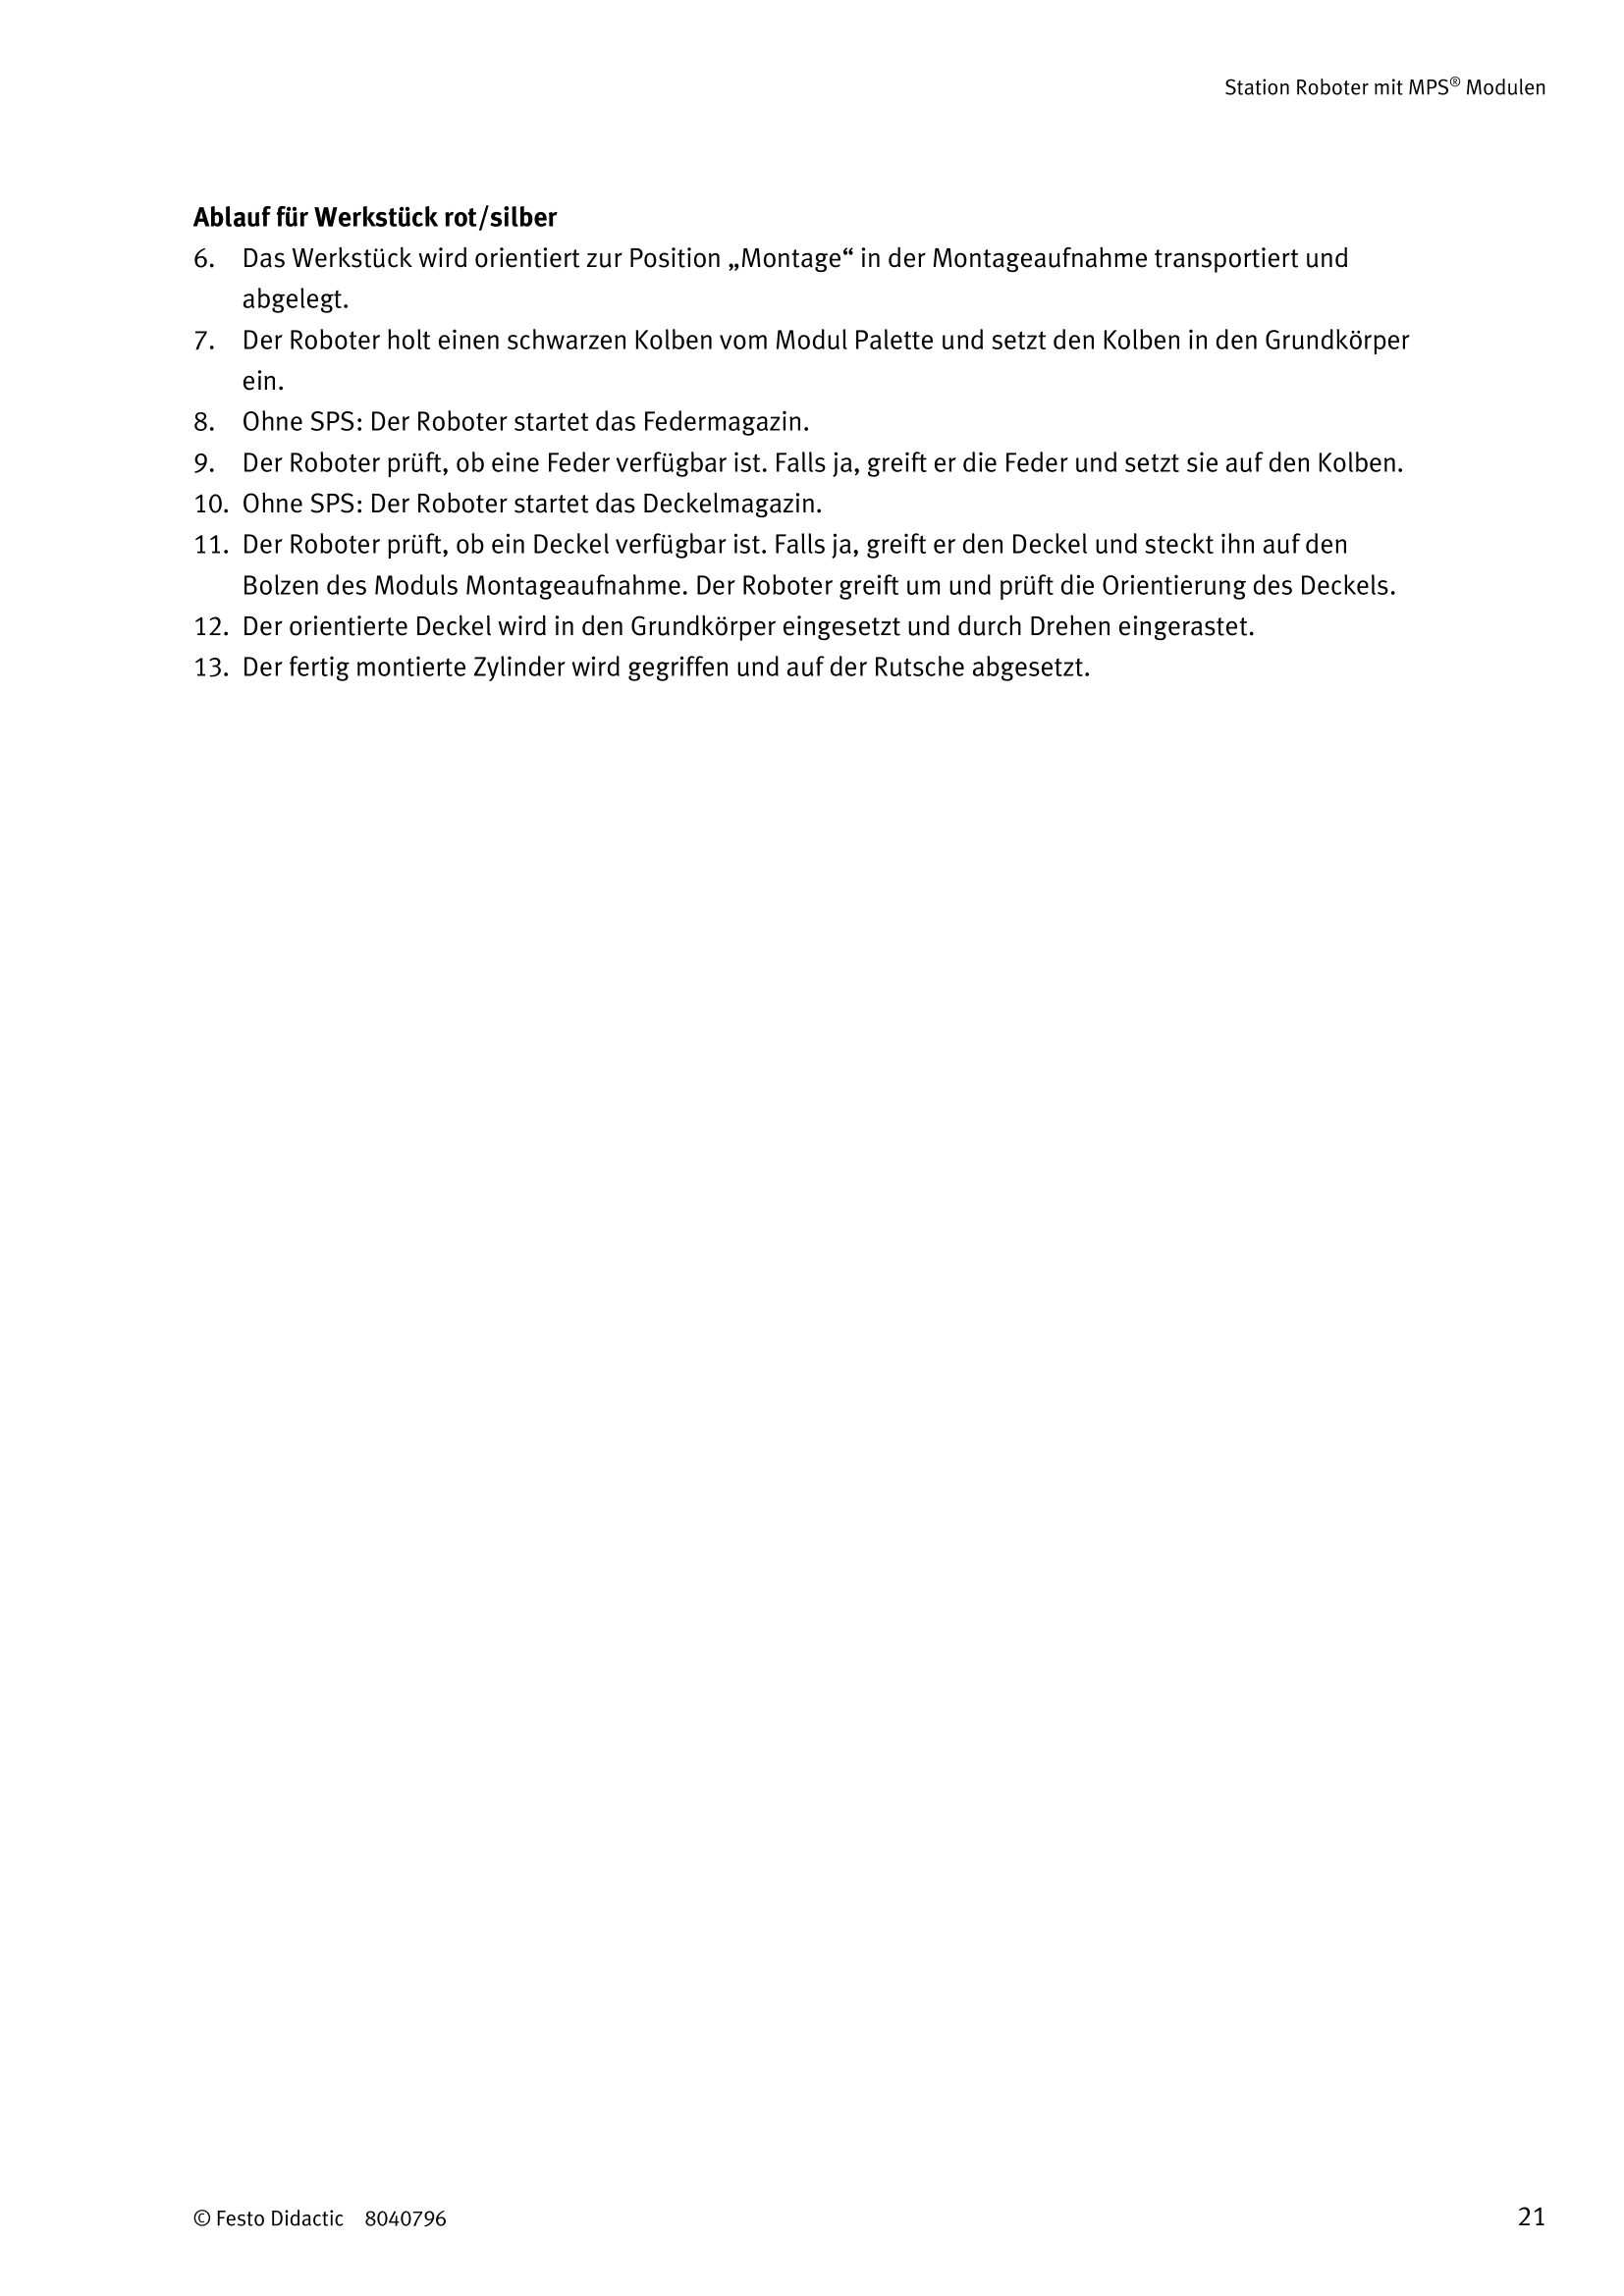 Station Roboter mit MPS® Modulen
Ablauf für Werkstück rot/silber
6. Das Werkstück wird orientiert zur Position „Montage“ in der Montageaufnahme transportiert und
abgelegt.
7. Der Roboter holt einen schwarzen Kolben vom Modul Palette und setzt den Kolben in den Grundkörper
ein.
8. Ohne SPS: Der Roboter startet das Federmagazin.
9. Der Roboter prüft, ob eine Feder verfügbar ist. Falls ja, greift er die Feder und setzt sie auf den Kolben.
10. Ohne SPS: Der Roboter startet das Deckelmagazin.
11. Der Roboter prüft, ob ein Deckel verfügbar ist. Falls ja, greift er den Deckel und steckt ihn auf den
Bolzen des Moduls Montageaufnahme. Der Roboter greift um und prüft die Orientierung des Deckels.
12. Der orientierte Deckel wird in den Grundkörper eingesetzt und durch Drehen eingerastet.
13. Der fertig montierte Zylinder wird gegriffen und auf der Rutsche abgesetzt.
© Festo Didactic 8040796
21